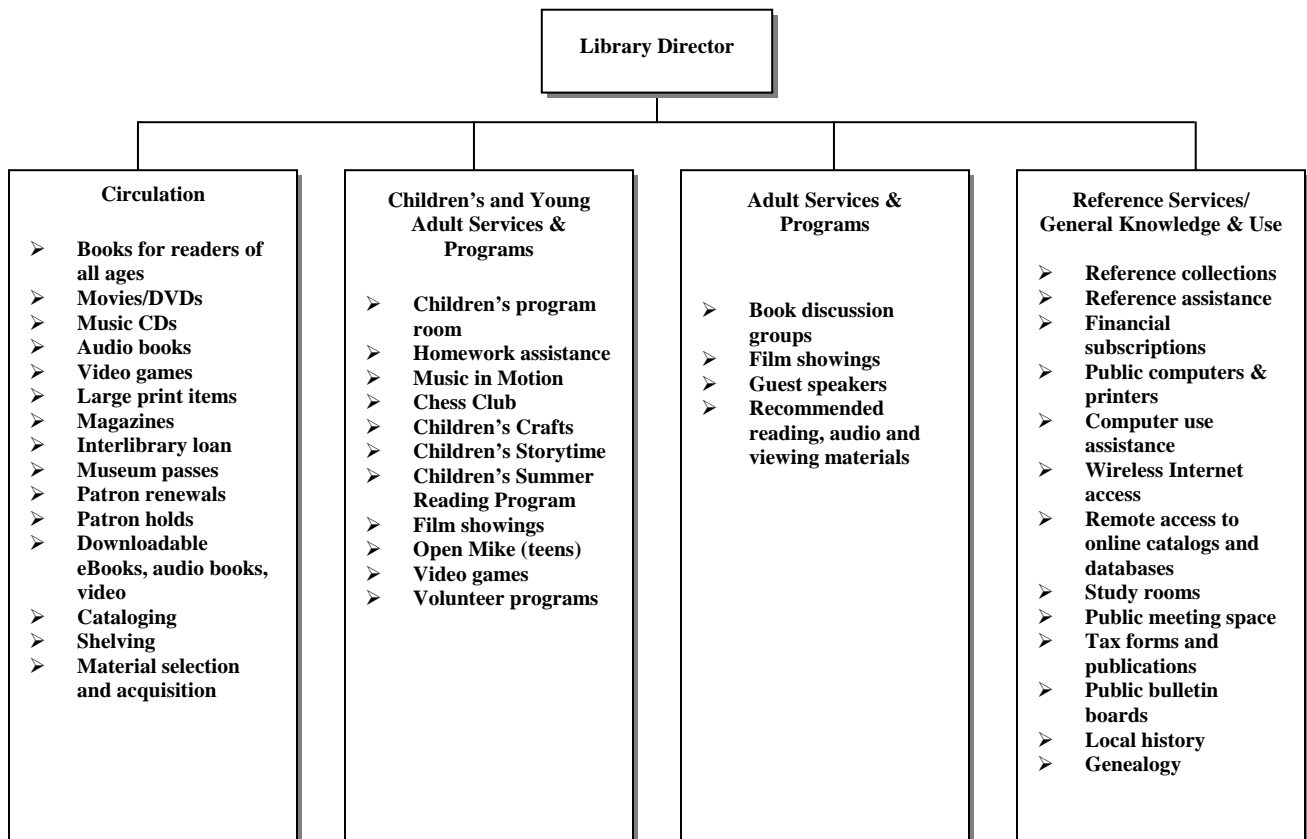 Library Director
Circulation
➢ Books for readers of
all ages
➢ Movies/DVDs
➢ Music CDs
➢ Audio books
➢ Video games
➢ Large print items
➢ Magazines
➢ Interlibrary loan
➢ Museum passes
➢ Patron renewals
➢ Patron holds
➢ Downloadable
eBooks, audio books,
video
➢ Cataloging
➢ Shelving
➢ Material selection
and acquisition
Children’s and Young
Adult Services &
Programs
➢ Children’s program
room
➢ Homework assistance
➢ Music in Motion
➢ Chess Club
➢ Children’s Crafts
➢ Children’s Storytime
➢ Children’s Summer
Reading Program
➢ Film showings
➢ Open Mike (teens)
➢ Video games
➢ Volunteer programs
Adult Services &
Programs
➢ Book discussion
groups
➢ Film showings
➢ Guest speakers
➢ Recommended
reading, audio and
viewing materials
Reference Services/
General Knowledge & Use
➢ Reference collections
➢ Reference assistance
➢ Financial
subscriptions
➢ Public computers &
printers
➢ Computer use
assistance
➢ Wireless Internet
access
➢ Remote access to
online catalogs and
databases
➢ Study rooms
➢ Public meeting space
➢ Tax forms and
publications
➢ Public bulletin
boards
➢ Local history
➢ Genealogy